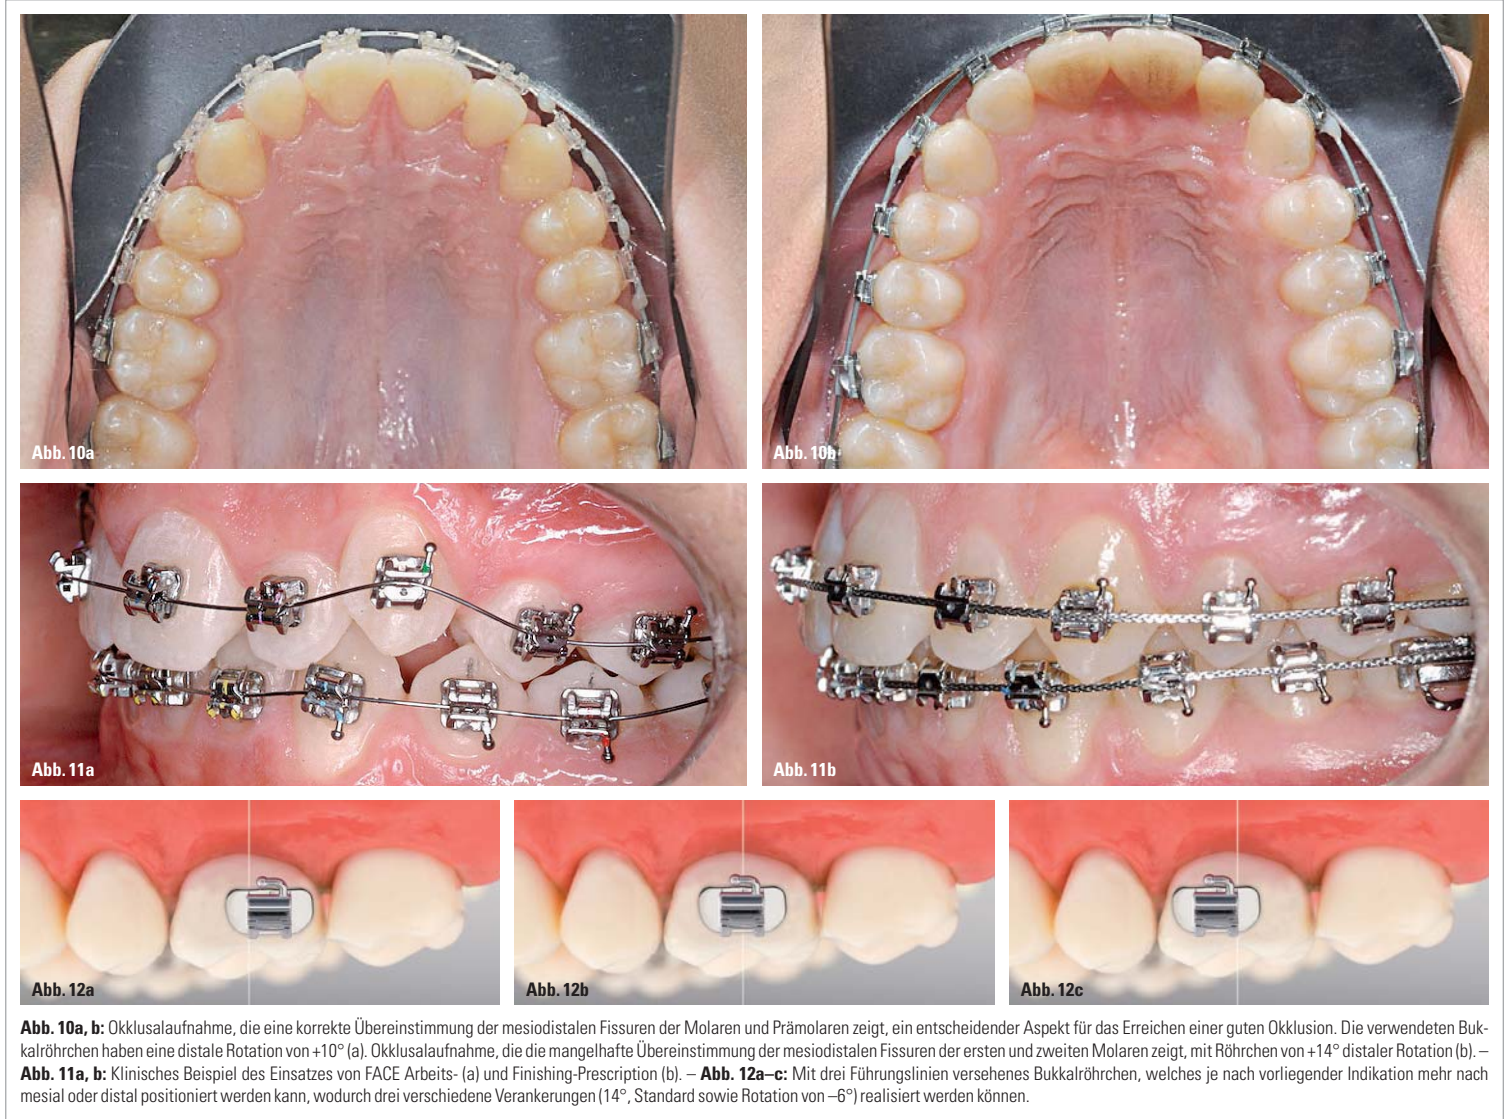 Abb. 10a
Abb. 10b
Abb. 11a
Abb. 11b
Abb. 12a
Abb. 12b
Abb. 12c
Abb. 10a, b: Okklusalaufnahme, die eine korrekte Übereinstimmung der mesiodistalen Fissuren der Molaren und Prämolaren zeigt, ein entscheidender Aspekt für das Erreichen einer guten Okklusion. Die verwendeten Buk-
kalröhrchen haben eine distale Rotation von +10° (a). Okklusalaufnahme, die die mangelhafte Übereinstimmung der mesiodistalen Fissuren der ersten und zweiten Molaren zeigt, mit Röhrchen von +14° distaler Rotation (b). –
Abb. 11a, b: Klinisches Beispiel des Einsatzes von FACE Arbeits- (a) und Finishing-Prescription (b). – Abb. 12a–c: Mit drei Führungslinien versehenes Bukkalröhrchen, welches je nach vorliegender Indikation mehr nach
mesial oder distal positioniert werden kann, wodurch drei verschiedene Verankerungen (14°, Standard sowie Rotation von –6°) realisiert werden können.